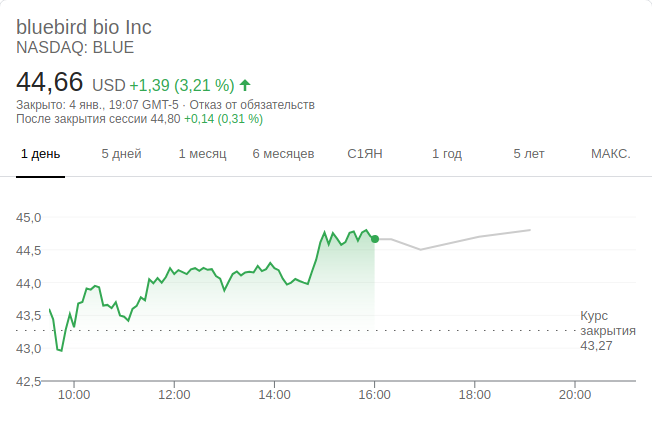 bluebird bio Inc
NASDAQ: BLUE
44,66 USD +1,39 (3,21 %)
Закрыто: 4 янв., 19:07 GMT-5 · Отказ от обязательств
После закрытия сессии 44,80 +0,14 (0,31 %)
1 день 5 дней 1 месяц 6 месяцев С1ЯН 1 год 5 лет МАКС.
45,0
44,5
44,0
43,5
43,0
42,5
Курс
закрытия
43,27
10:00 12:00 14:00 16:00 18:00 20:00